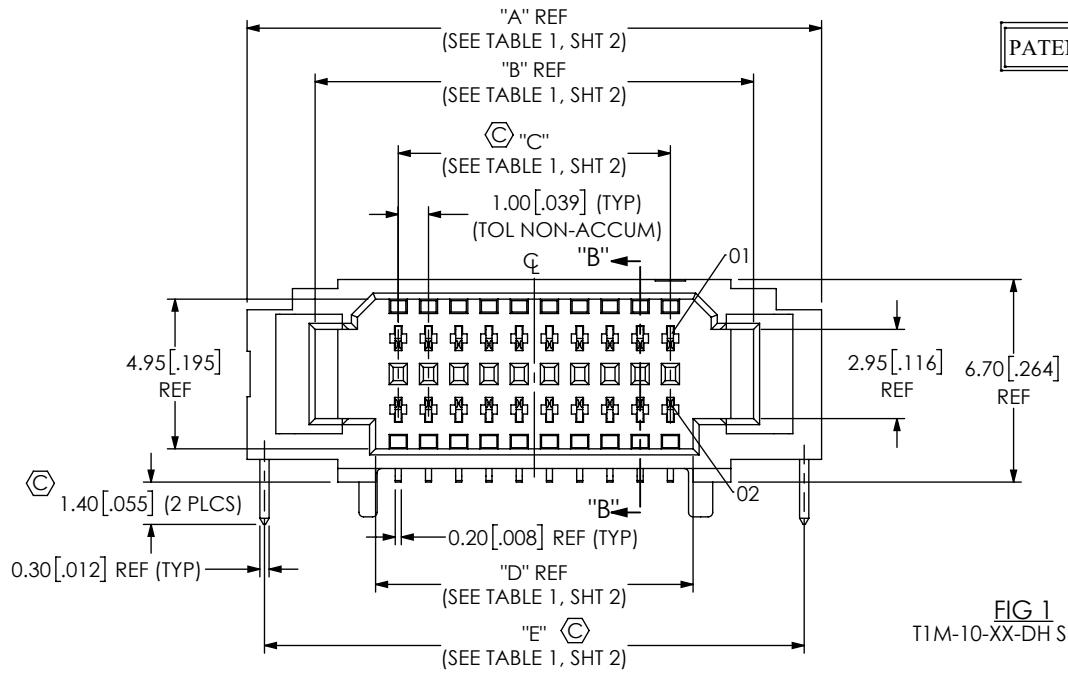 "A" REF
(SEE TABLE 1, SHT 2)
"B" REF
(SEE TABLE 1, SHT 2)
C "C"
(SEE TABLE 1, SHT 2)
1.00[.039] (TYP)
(TOL NON-ACCUM)
℄
"B"
01
4.95[.195]
REF
2.95[.116]
REF
6.70[.264]
REF
C
1.40[.055] (2 PLCS)
"B"
02
0.20[.008] REF (TYP)
0.30[.012] REF (TYP)
"D" REF
(SEE TABLE 1, SHT 2)
"E" C
(SEE TABLE 1, SHT 2)
FIG 1
T1M-10-XX-DH S